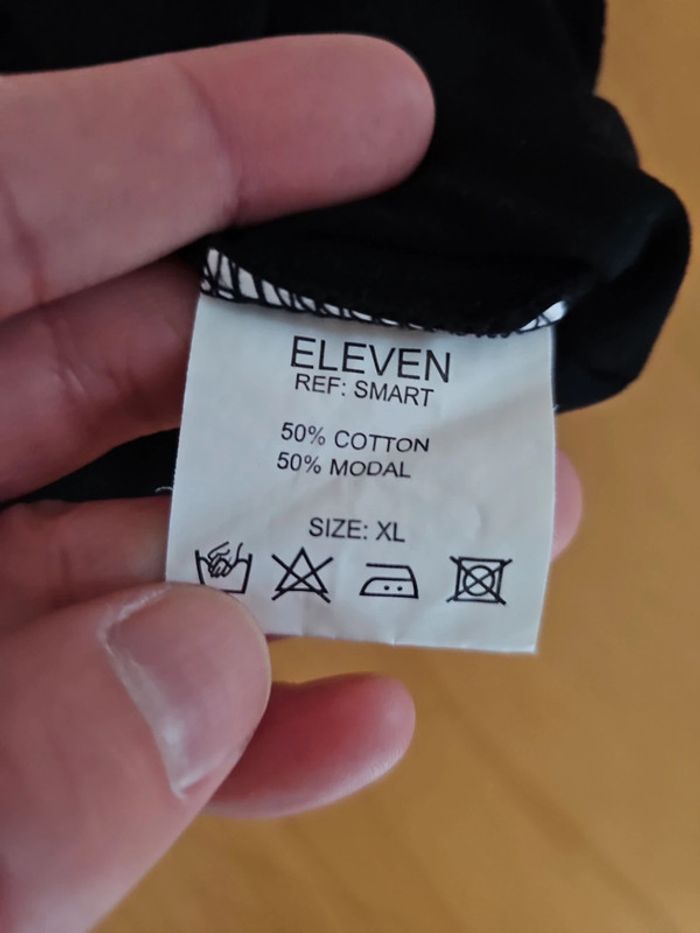 ELEVEN
REF: SMART
50% COTTON
50% MODAL
SIZE: XL